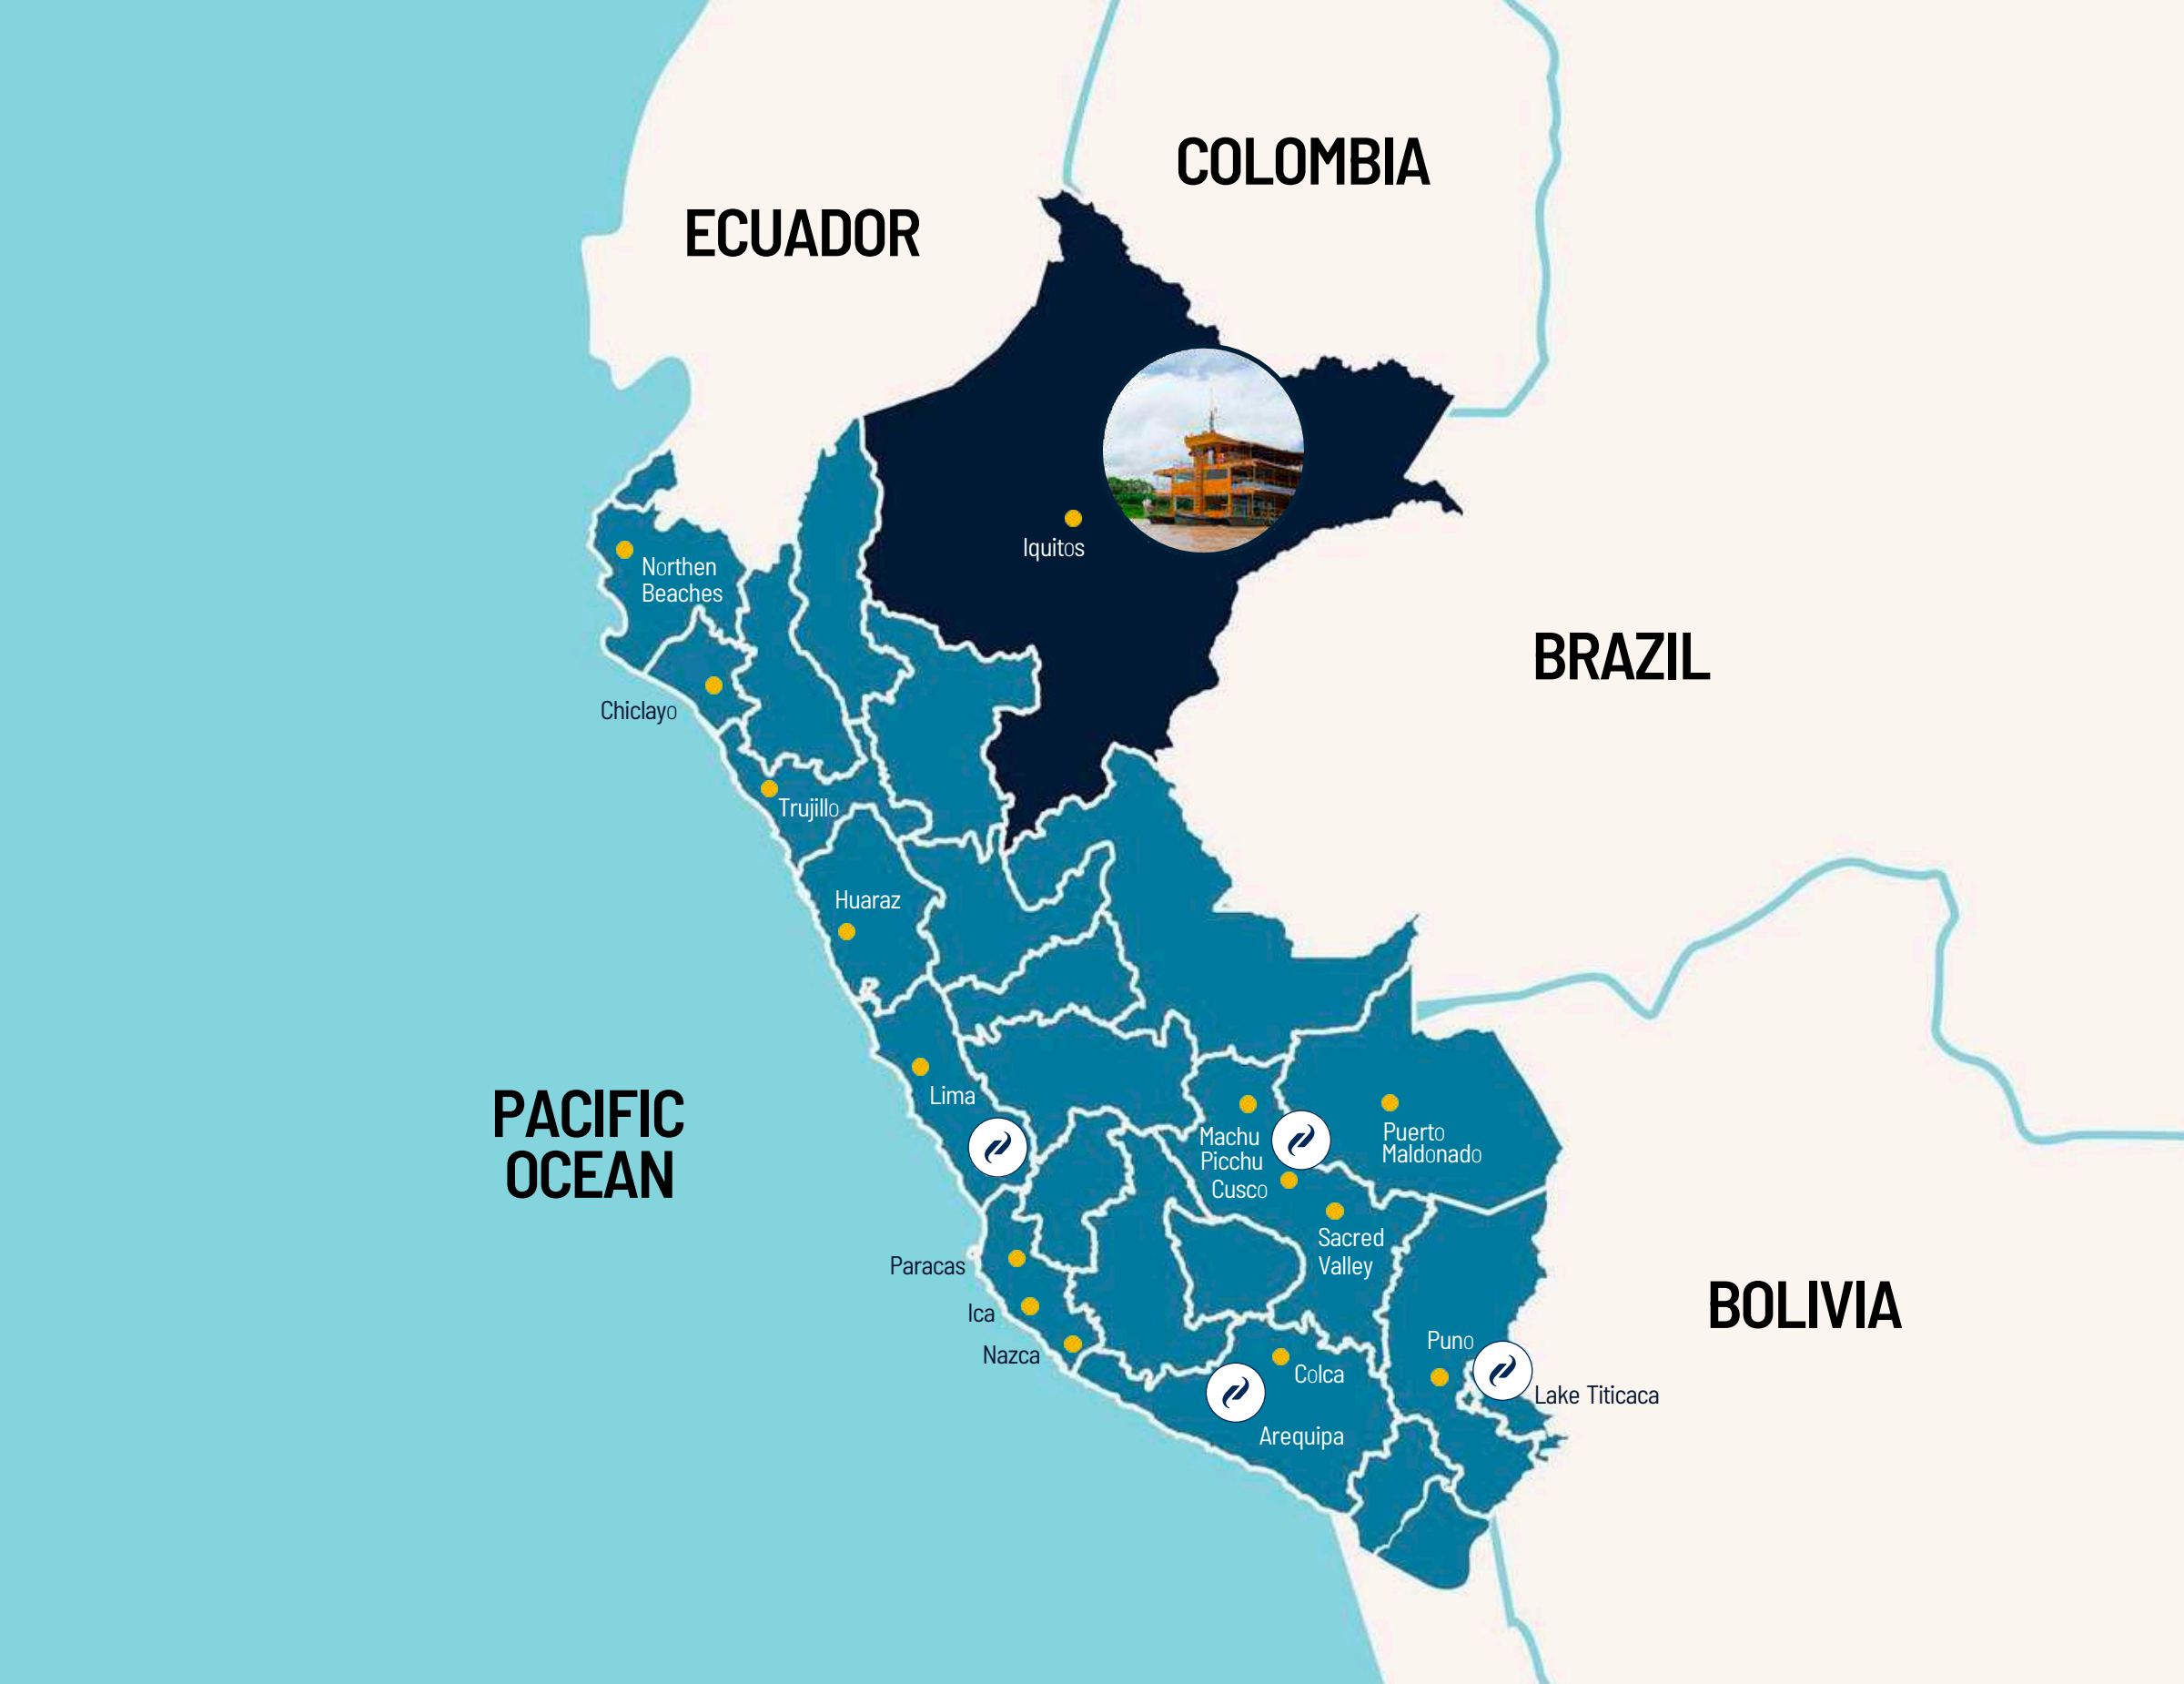 COLOMBIA
ECUADOR
Iquitos
Northen
Beaches
BRAZIL
Chiclayo
Trujillo
Huaraz
PACIFIC
OCEAN
Lima
Machu
Picchu
Cusco
Puerto
Maldonado
Sacred
Valley
Paracas
Ica
Nazca
BOLIVIA
Puno
Colca
Lake Titicaca
Arequipa